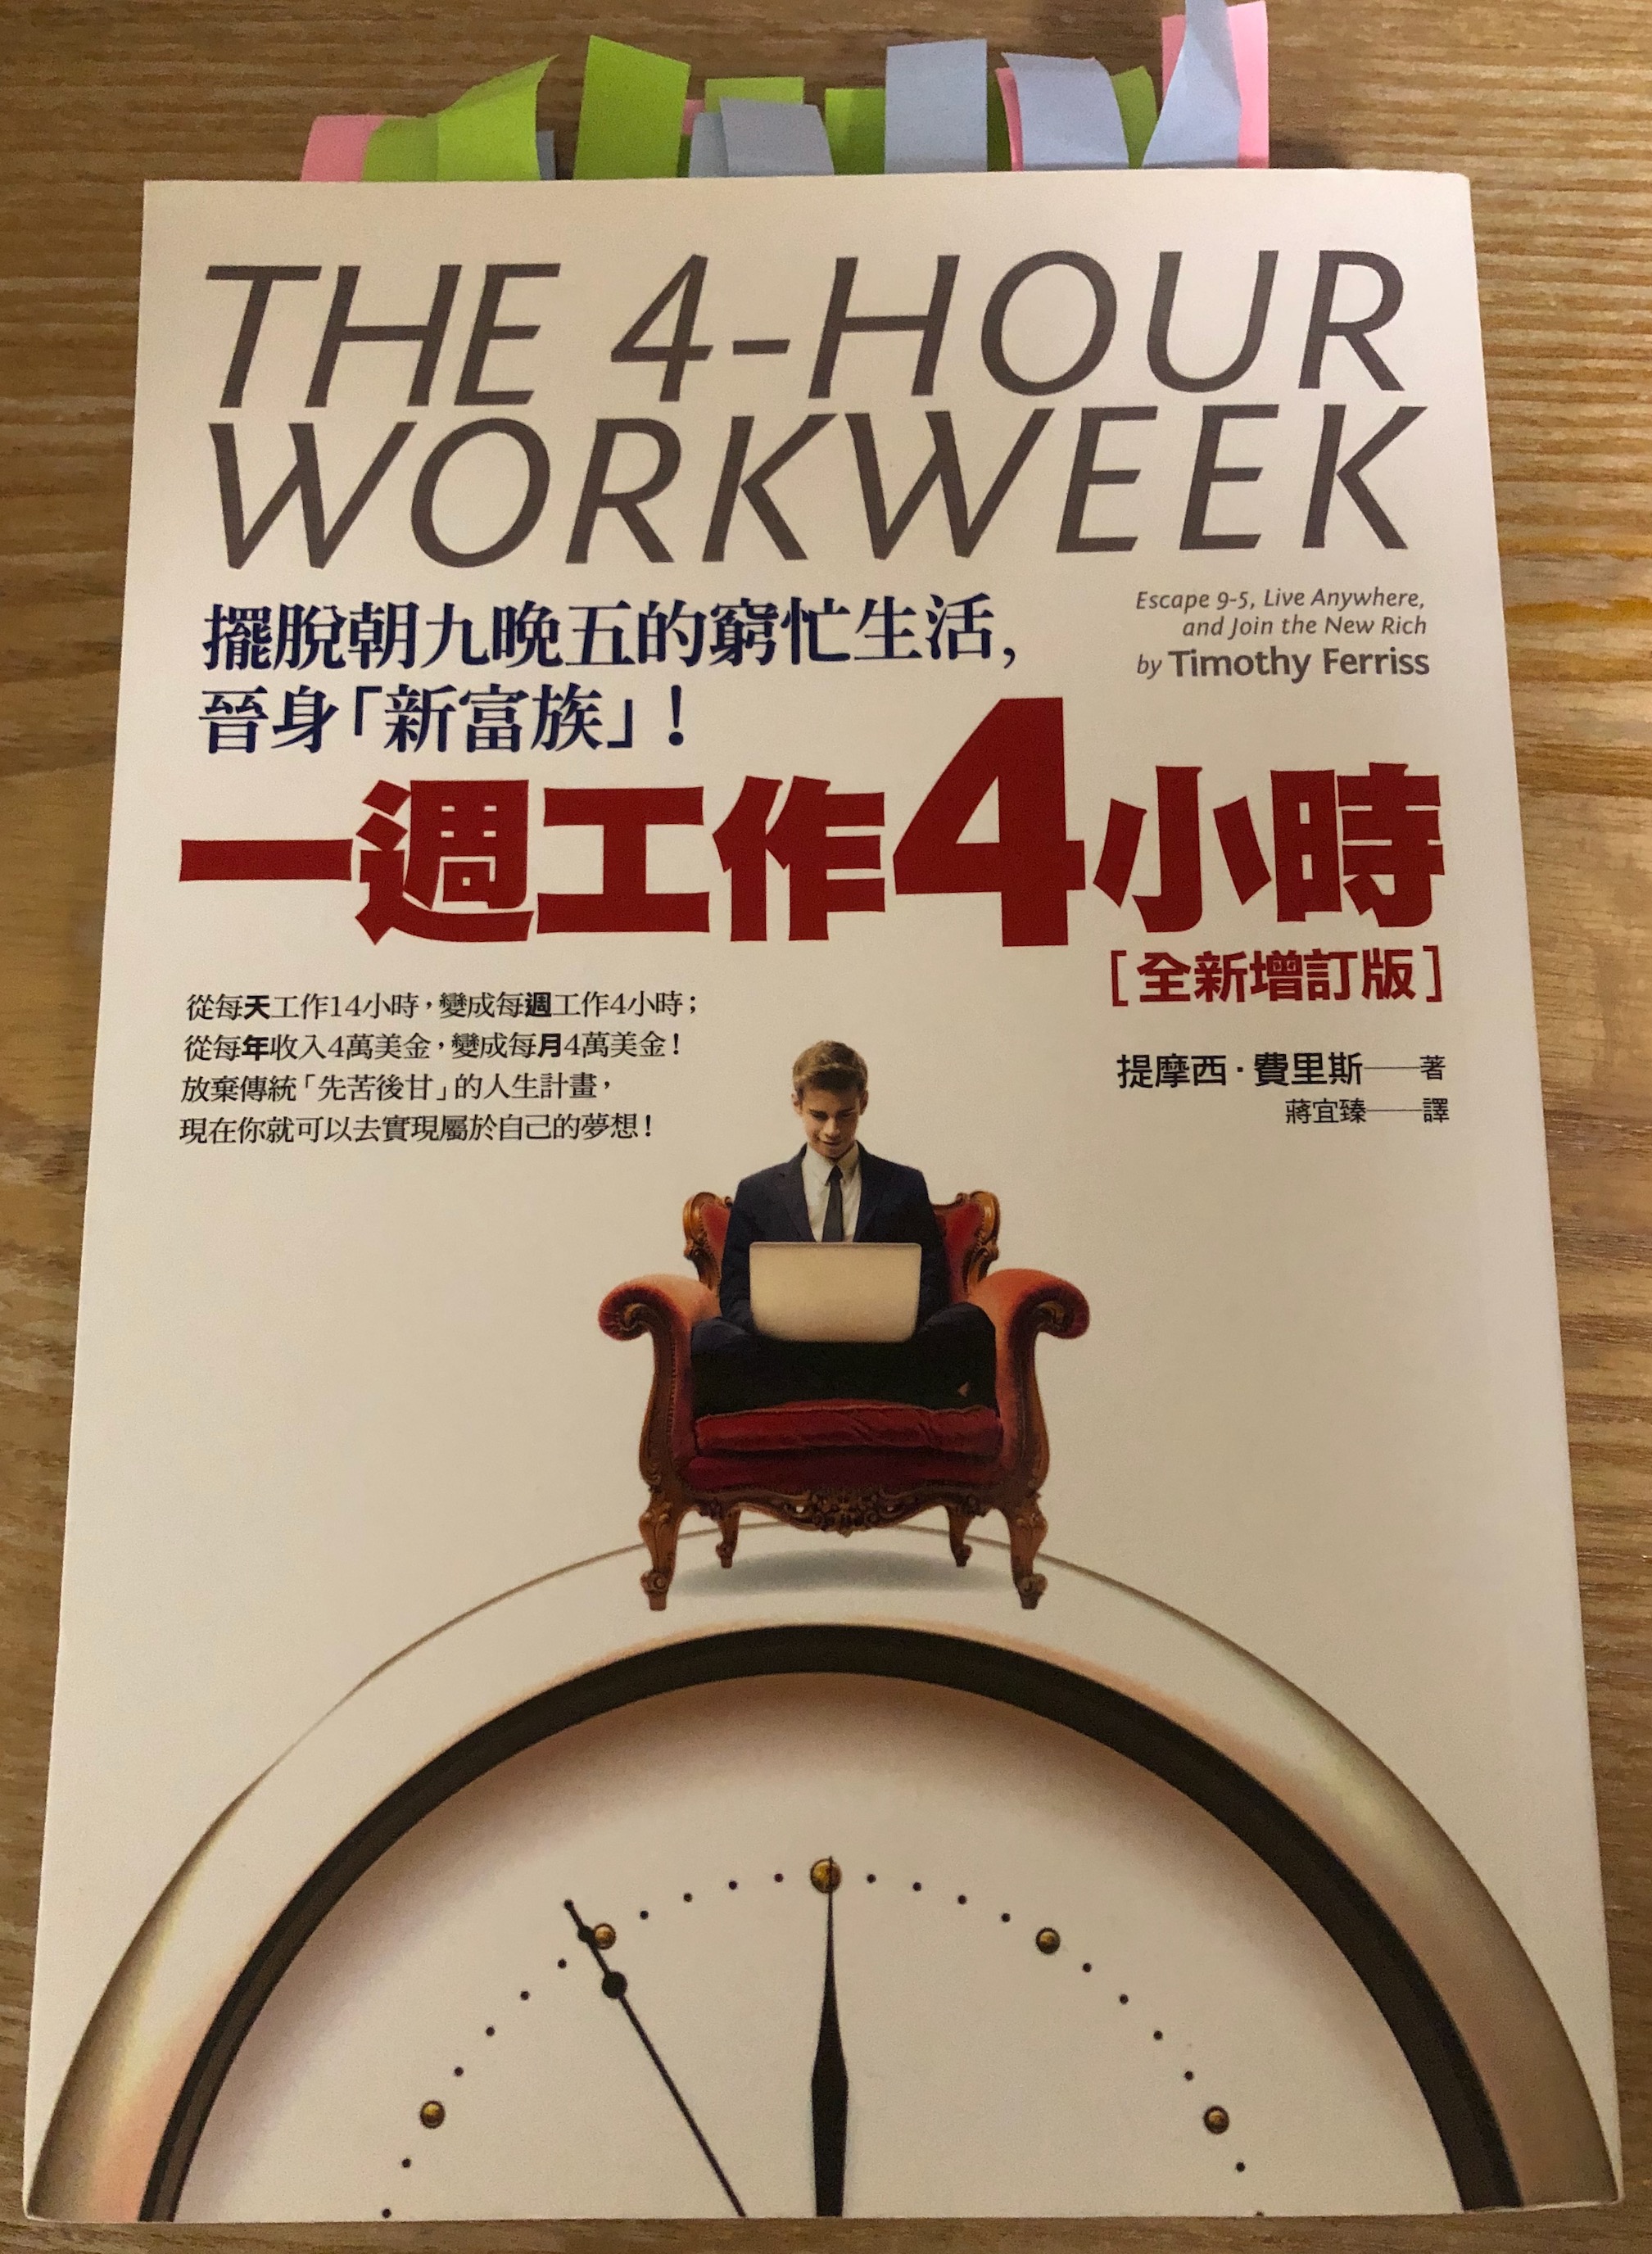 THE 4-HOUR
WORKWEEK
擺脫朝九晚五的窮忙生活,
晉身「新富族」!
Escape 9-5, Live Anywhere,
and Join the New Rich
by Timothy Ferriss
一週工作4小時
[全新增訂版]
從每天工作14小時,變成每週工作4小時;
從每年收入4萬美金,變成每月4萬美金!
放棄傳統「先苦後甘」的人生計畫,
現在你就可以去實現屬於自己的夢想!
提摩西·費里斯——著
蔣宜臻——譯